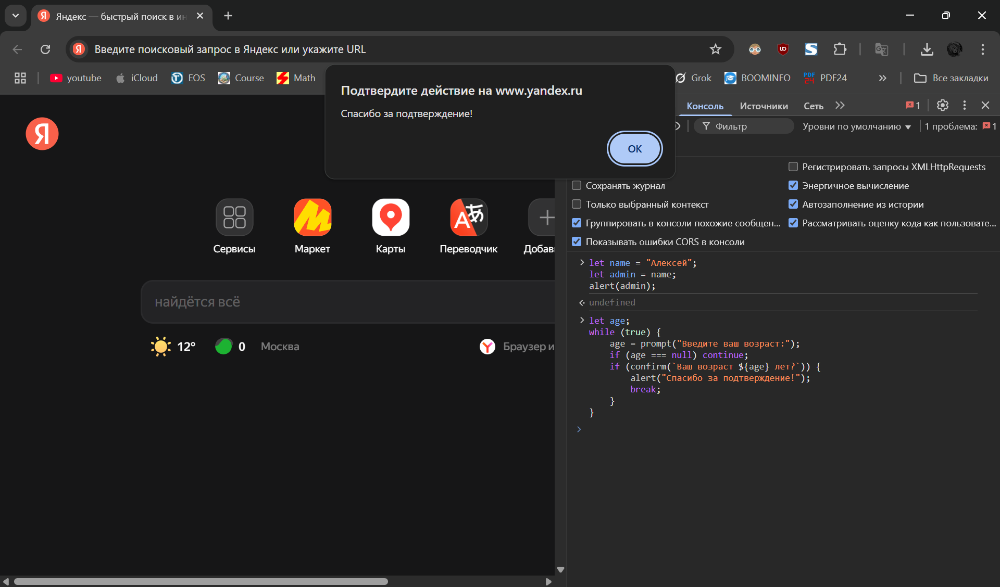 Яндекс — быстрый поиск в ин
Введите поисковый запрос в Яндекс или укажите URL
youtube
iCloud
EOS
Course
Math
Grok
BOOMINFO
PDF24
Все закладки
Подтвердите действие на www.yandex.ru
Спасибо за подтверждение!
ОК
Консоль
Источники
Сеть
1
Фильтр
Уровни по умолчанию
1 проблема: 1
Регистрировать запросы XMLHttpRequests
Сохранять журнал
Энергичное вычисление
Только выбранный контекст
Автозаполнение из истории
Группировать в консоли похожие сообщен...
Рассматривать оценку кода как пользовате...
Показывать ошибки CORS в консоли
Сервисы
Маркет
Карты
Переводчик
Добав
найдётся всё
12°
0
Москва
Браузер и
let name = "Алексей";
let admin = name;
alert(admin);
undefined
let age;
while (true) {
    age = prompt("Введите ваш возраст:");
    if (age === null) continue;
    if (confirm(`Ваш возраст ${age} лет?`)) {
        alert("Спасибо за подтверждение!");
        break;
    }
}